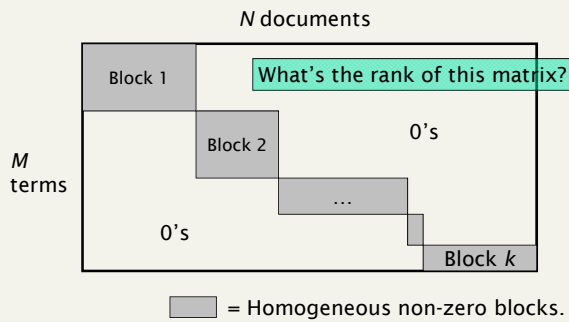 N documents
Block 1
What's the rank of this matrix?
Block 2
0's
M
terms
...
0's
Block k
= Homogeneous non-zero blocks.